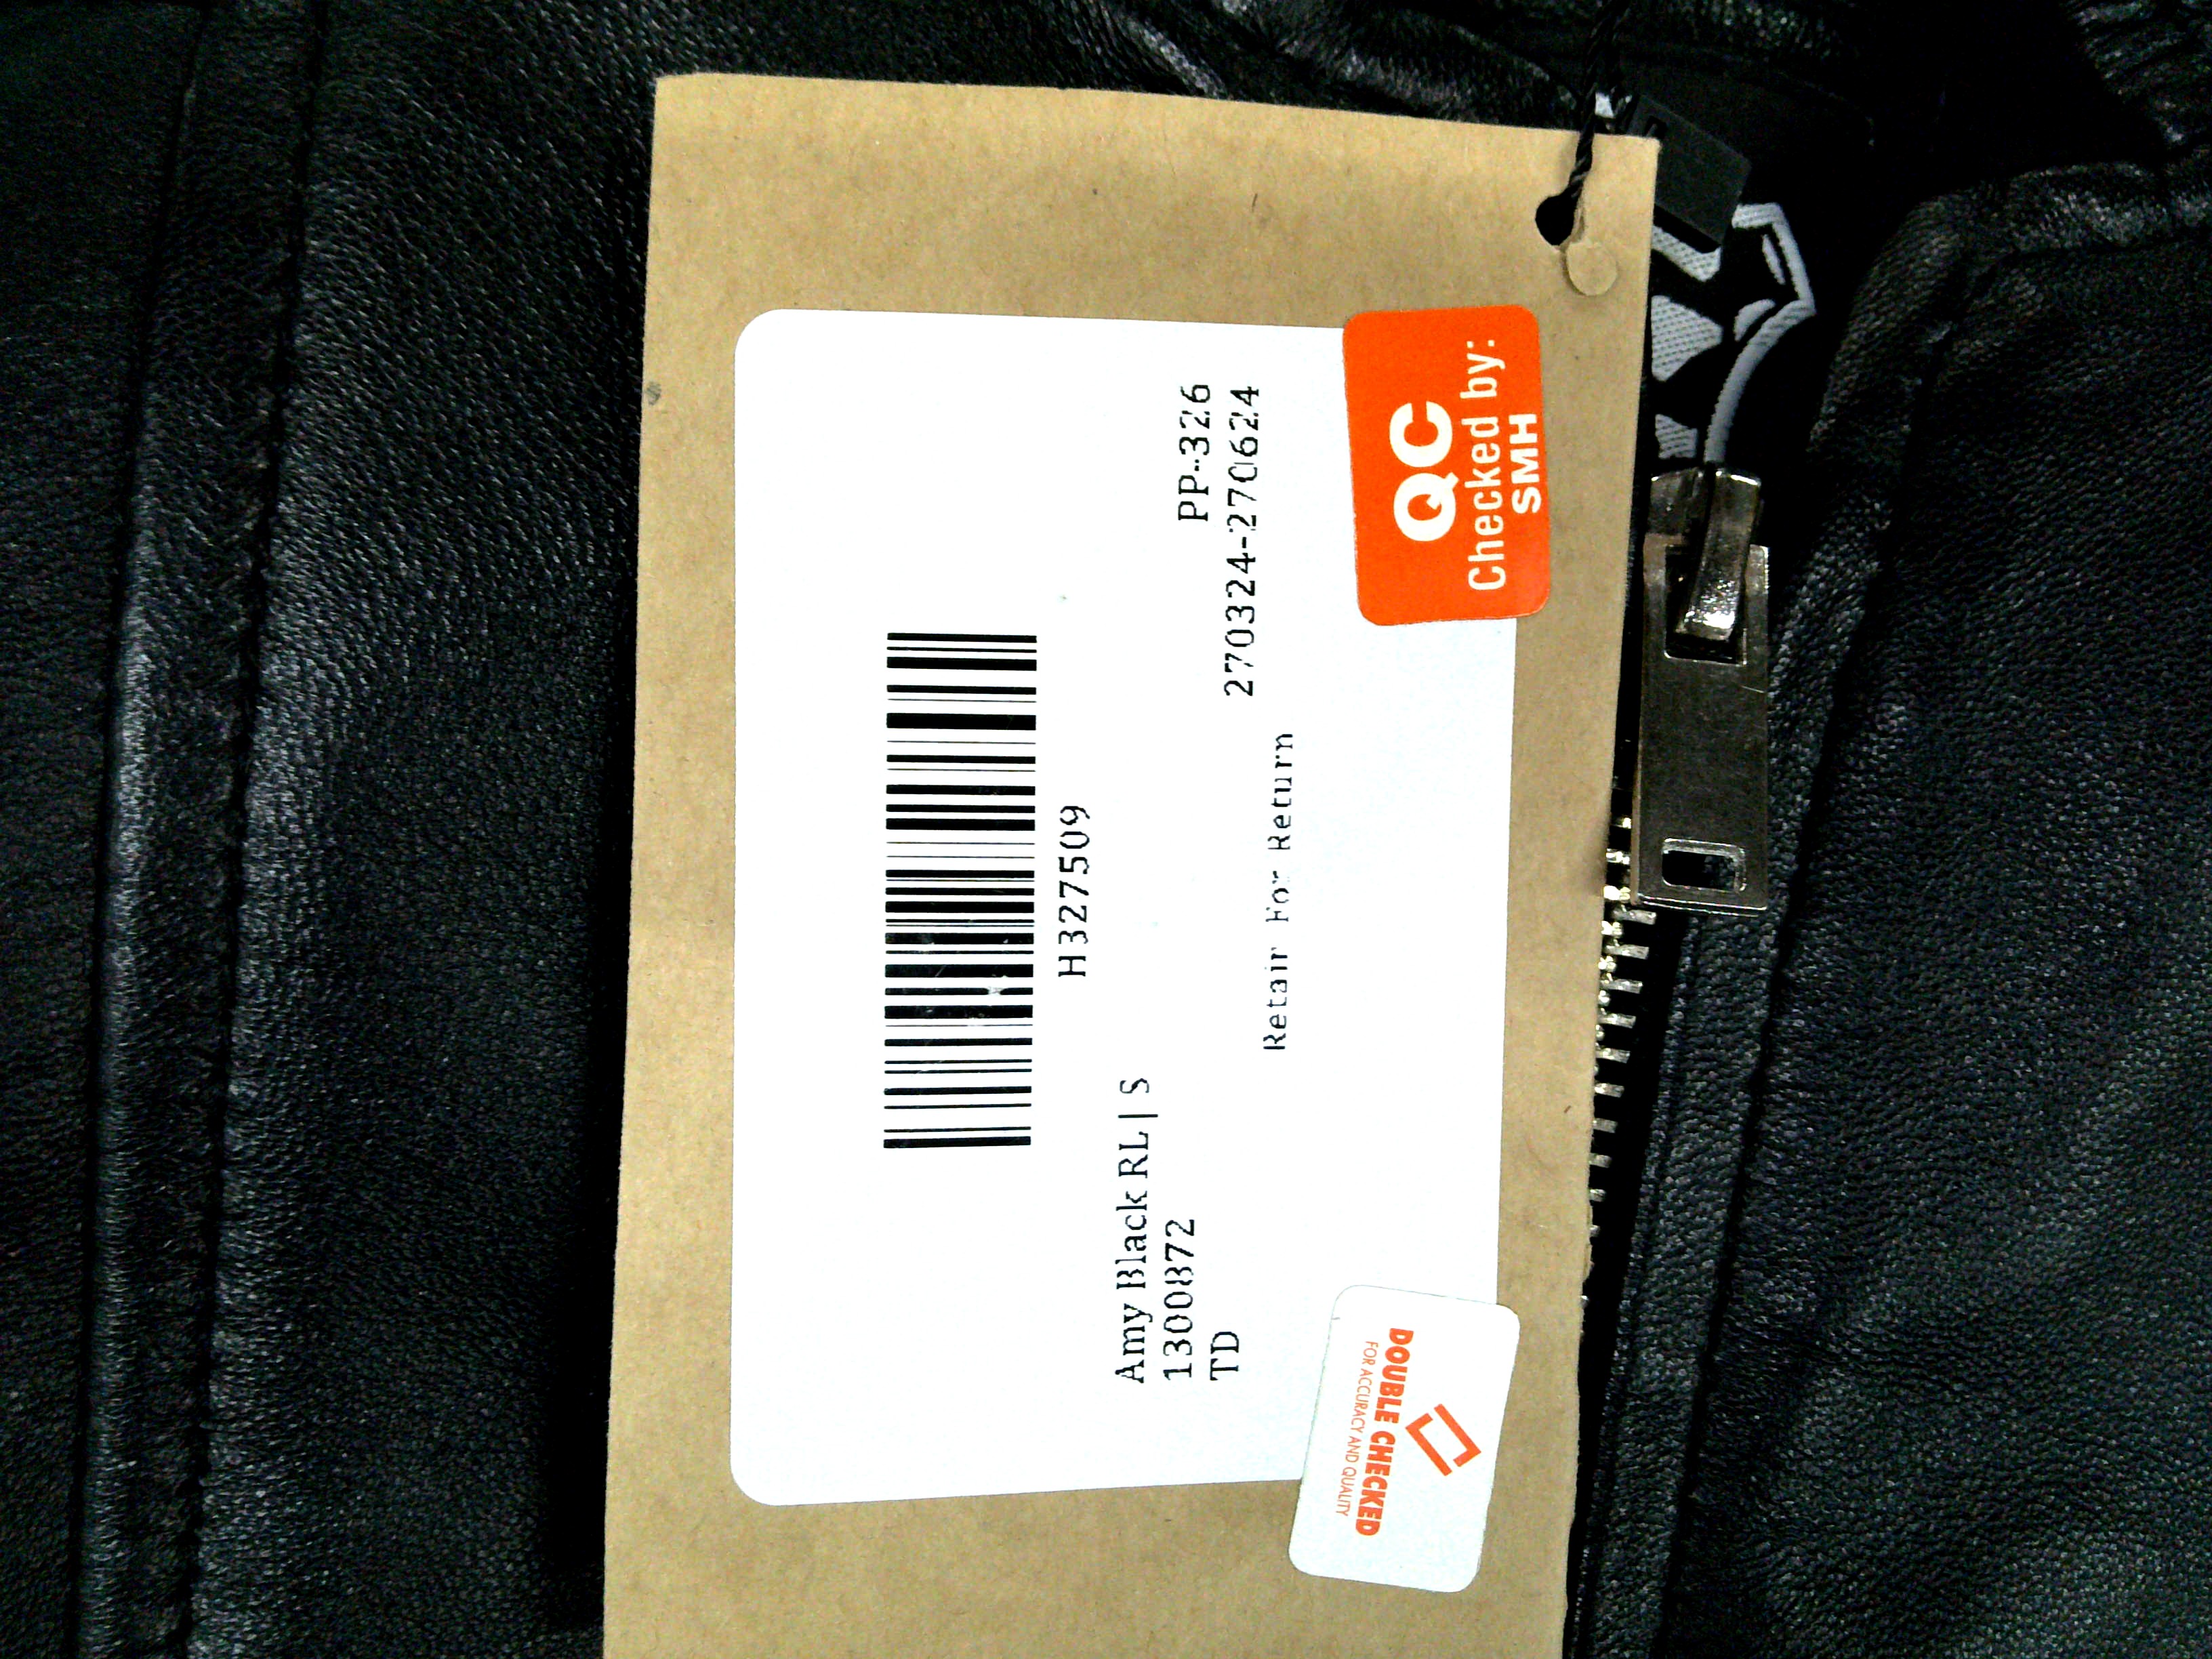 H327509
Amy Black RL | S
1300872
TD
PP-326
270324-270624
Retair For Return
QC
Checked by:
SMH
DOUBLE CHECKED
FOR ACCURACY AND QUALITY